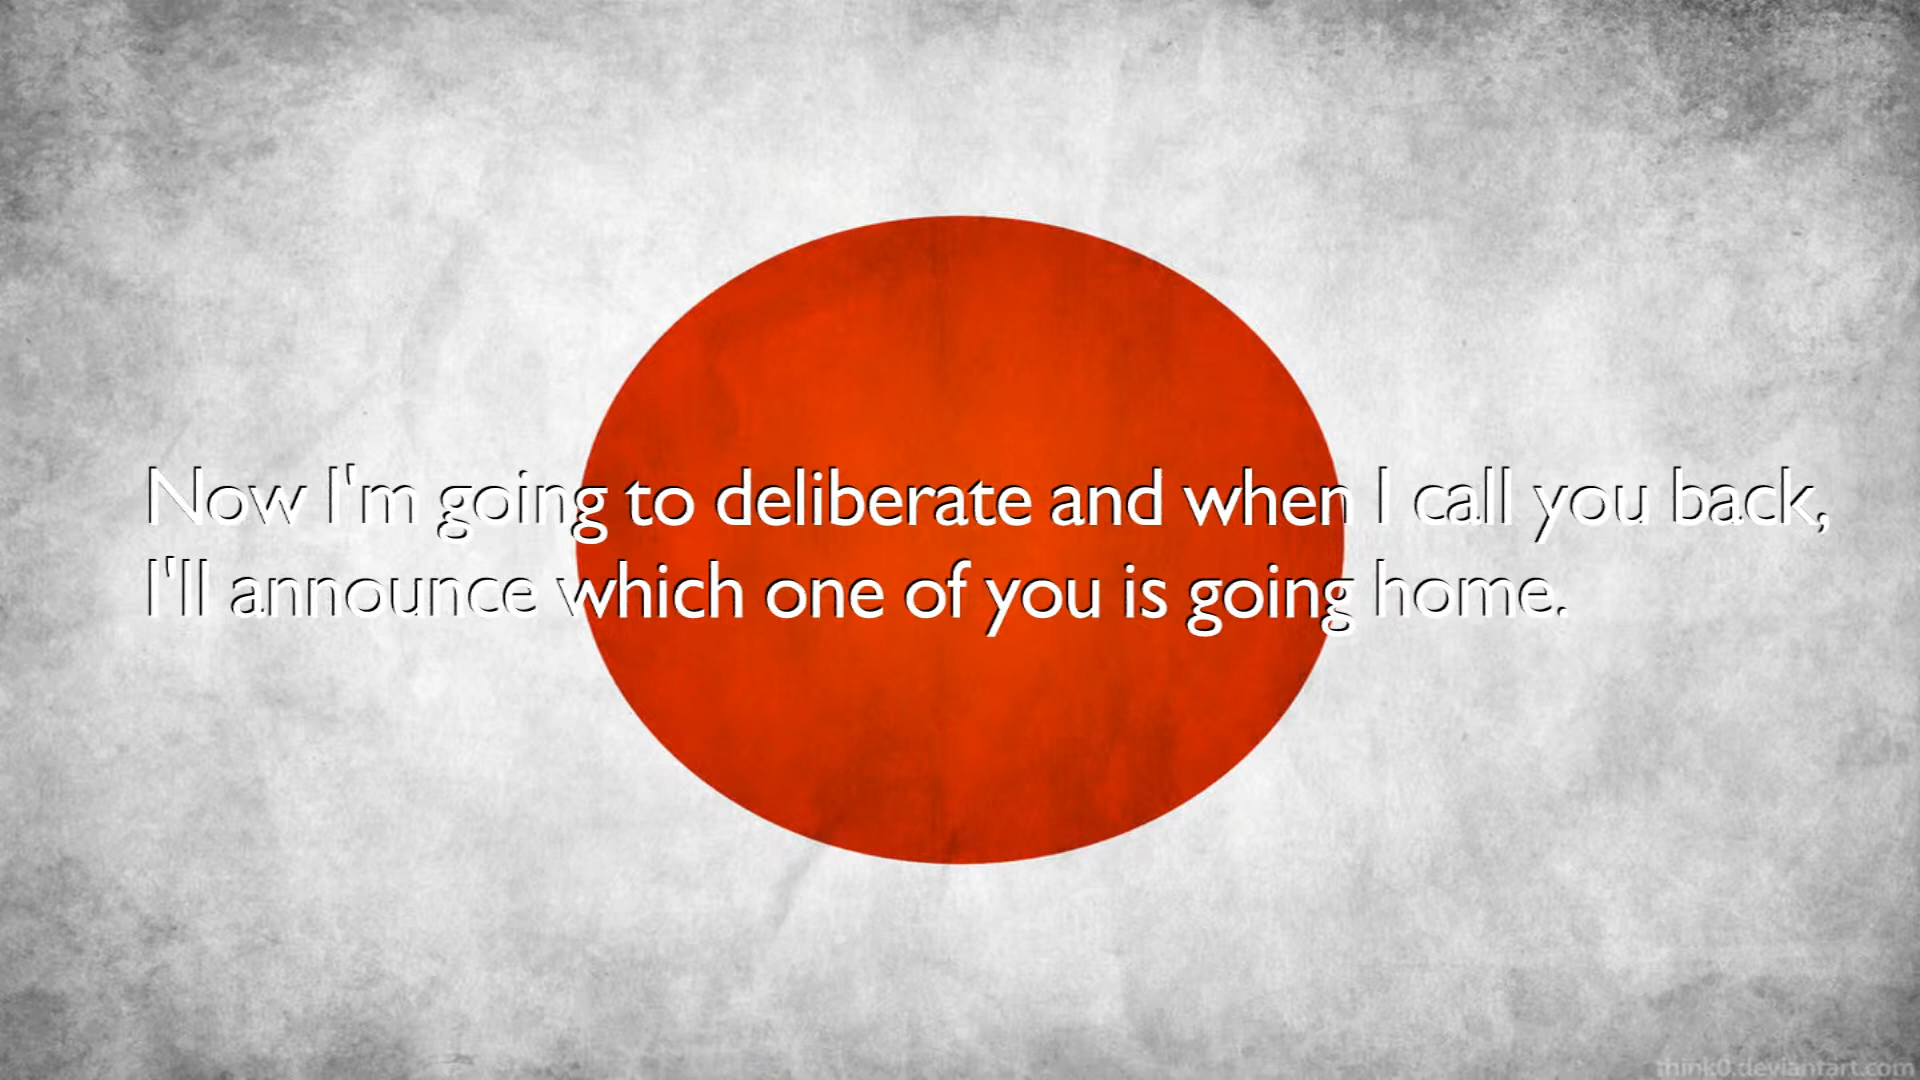 Now I'm going to deliberate and when I call you back,
I'll announce which one of you is going home.
think0.deviantart.com